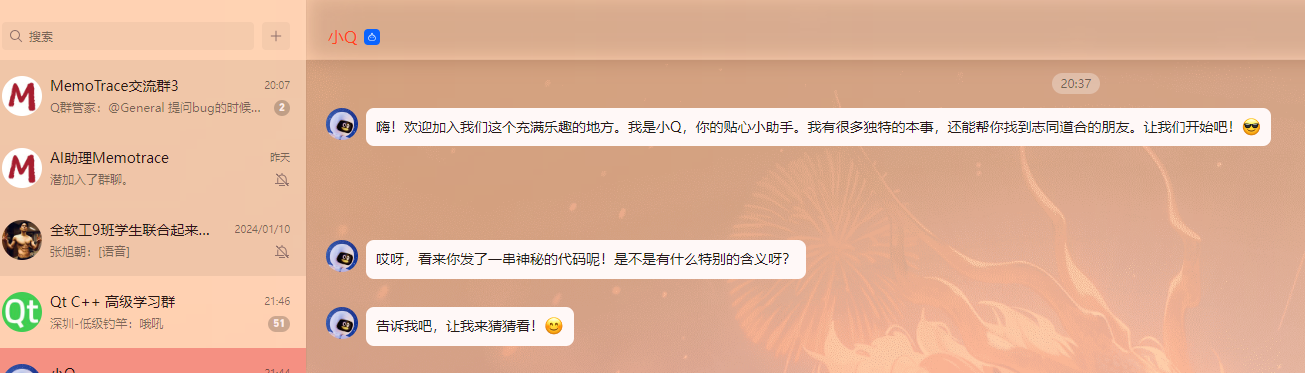 搜索
MemoTrace交流群3
20:07
Q群管家：@General 提问bug的时候...
2
AI助理Memotrace
昨天
潜加入了群聊。
全软工9班学生联合起来...
2024/01/10
张旭朝：[语音]
Qt
Qt C++ 高级学习群
21:46
深圳-低级钓竿：哦吼
51
小Q
21:44
小Q
20:37
嗨！欢迎加入我们这个充满乐趣的地方。我是小Q，你的贴心小助手。我有很多独特的本事，还能帮你找到志同道合的朋友。让我们开始吧！😎
哎呀，看来你发了一串神秘的代码呢！是不是有什么特别的含义呀？
告诉我吧，让我来猜猜看！😊